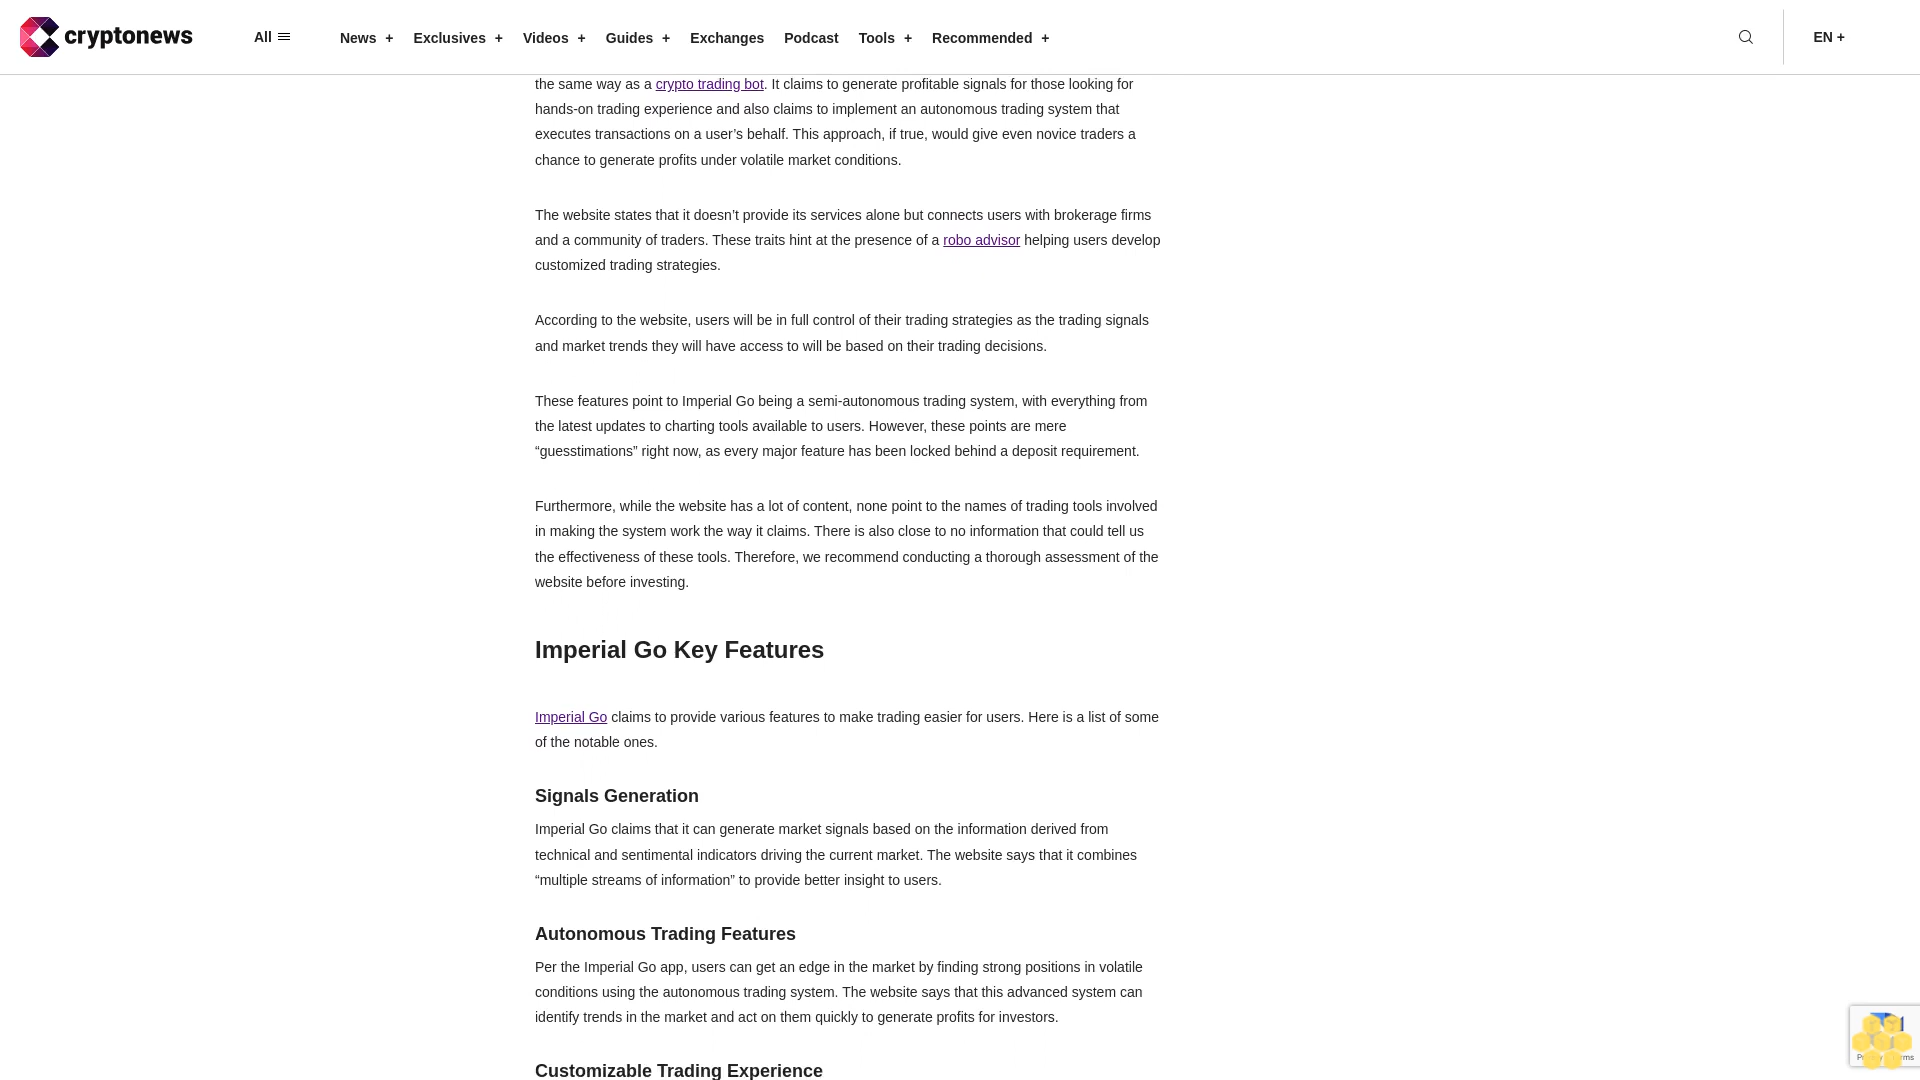 cryptonews All News + Exclusives + Videos + Guides + Exchanges Podcast Tools + Recommended + EN +
the same way as a crypto trading bot. It claims to generate profitable signals for those looking for
hands-on trading experience and also claims to implement an autonomous trading system that
executes transactions on a user’s behalf. This approach, if true, would give even novice traders a
chance to generate profits under volatile market conditions.
The website states that it doesn’t provide its services alone but connects users with brokerage firms
and a community of traders. These traits hint at the presence of a robo advisor helping users develop
customized trading strategies.
According to the website, users will be in full control of their trading strategies as the trading signals
and market trends they will have access to will be based on their trading decisions.
These features point to Imperial Go being a semi-autonomous trading system, with everything from
the latest updates to charting tools available to users. However, these points are mere
“guesstimations” right now, as every major feature has been locked behind a deposit requirement.
Furthermore, while the website has a lot of content, none point to the names of trading tools involved
in making the system work the way it claims. There is also close to no information that could tell us
the effectiveness of these tools. Therefore, we recommend conducting a thorough assessment of the
website before investing.
Imperial Go Key Features
Imperial Go claims to provide various features to make trading easier for users. Here is a list of some
of the notable ones.
Signals Generation
Imperial Go claims that it can generate market signals based on the information derived from
technical and sentimental indicators driving the current market. The website says that it combines
“multiple streams of information” to provide better insight to users.
Autonomous Trading Features
Per the Imperial Go app, users can get an edge in the market by finding strong positions in volatile
conditions using the autonomous trading system. The website says that this advanced system can
identify trends in the market and act on them quickly to generate profits for investors.
Customizable Trading Experience